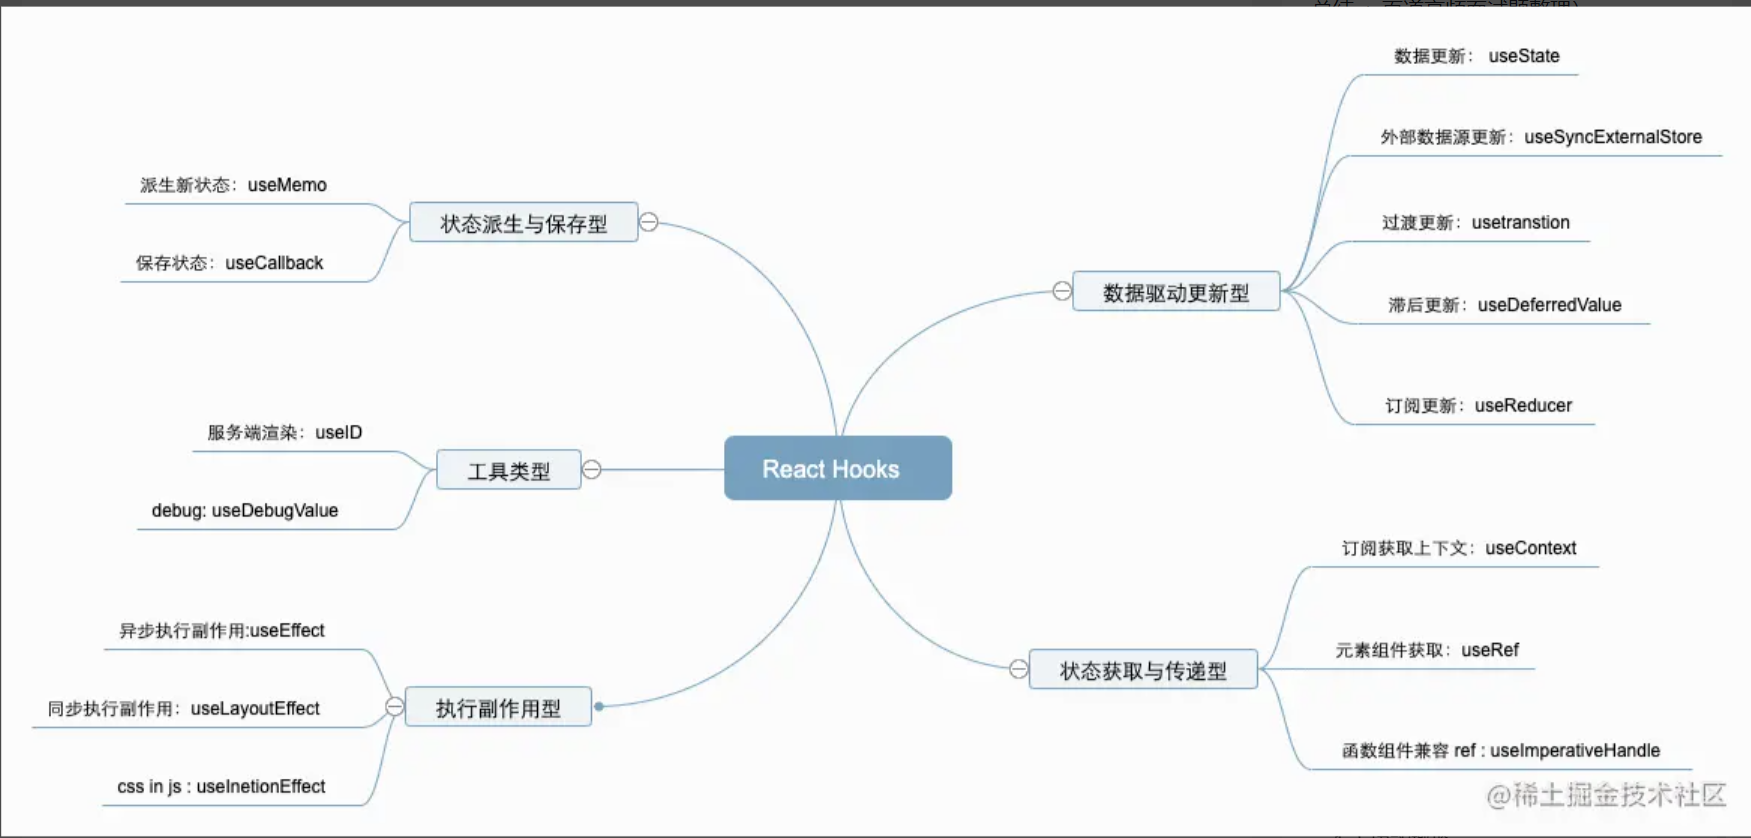 数据更新： useState
外部数据源更新：useSyncExternalStore
过渡更新：usetranstion
滞后更新：useDeferredValue
订阅更新：useReducer
数据驱动更新型
派生新状态：useMemo
保存状态：useCallback
状态派生与保存型
服务端渲染：useID
debug: useDebugValue
工具类型
React Hooks
异步执行副作用:useEffect
同步执行副作用：useLayoutEffect
css in js : useInetionEffect
执行副作用型
订阅获取上下文：useContext
元素组件获取：useRef
函数组件兼容 ref : useImperativeHandle
状态获取与传递型
@稀土掘金技术社区